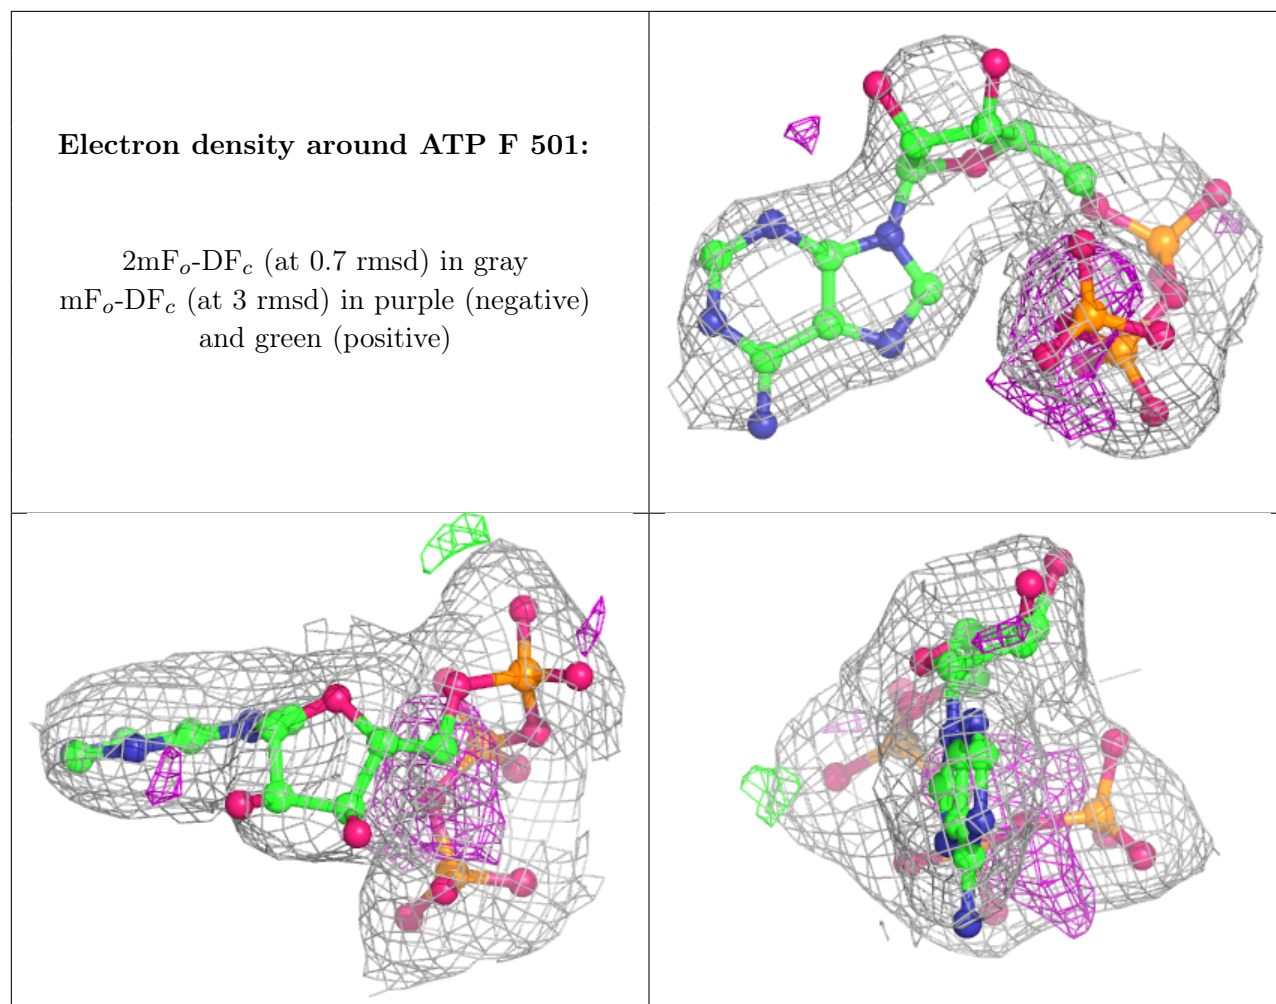 Electron density around ATP F 501:
2mFo-DFc (at 0.7 rmsd) in gray
mFo-DFc (at 3 rmsd) in purple (negative)
and green (positive)